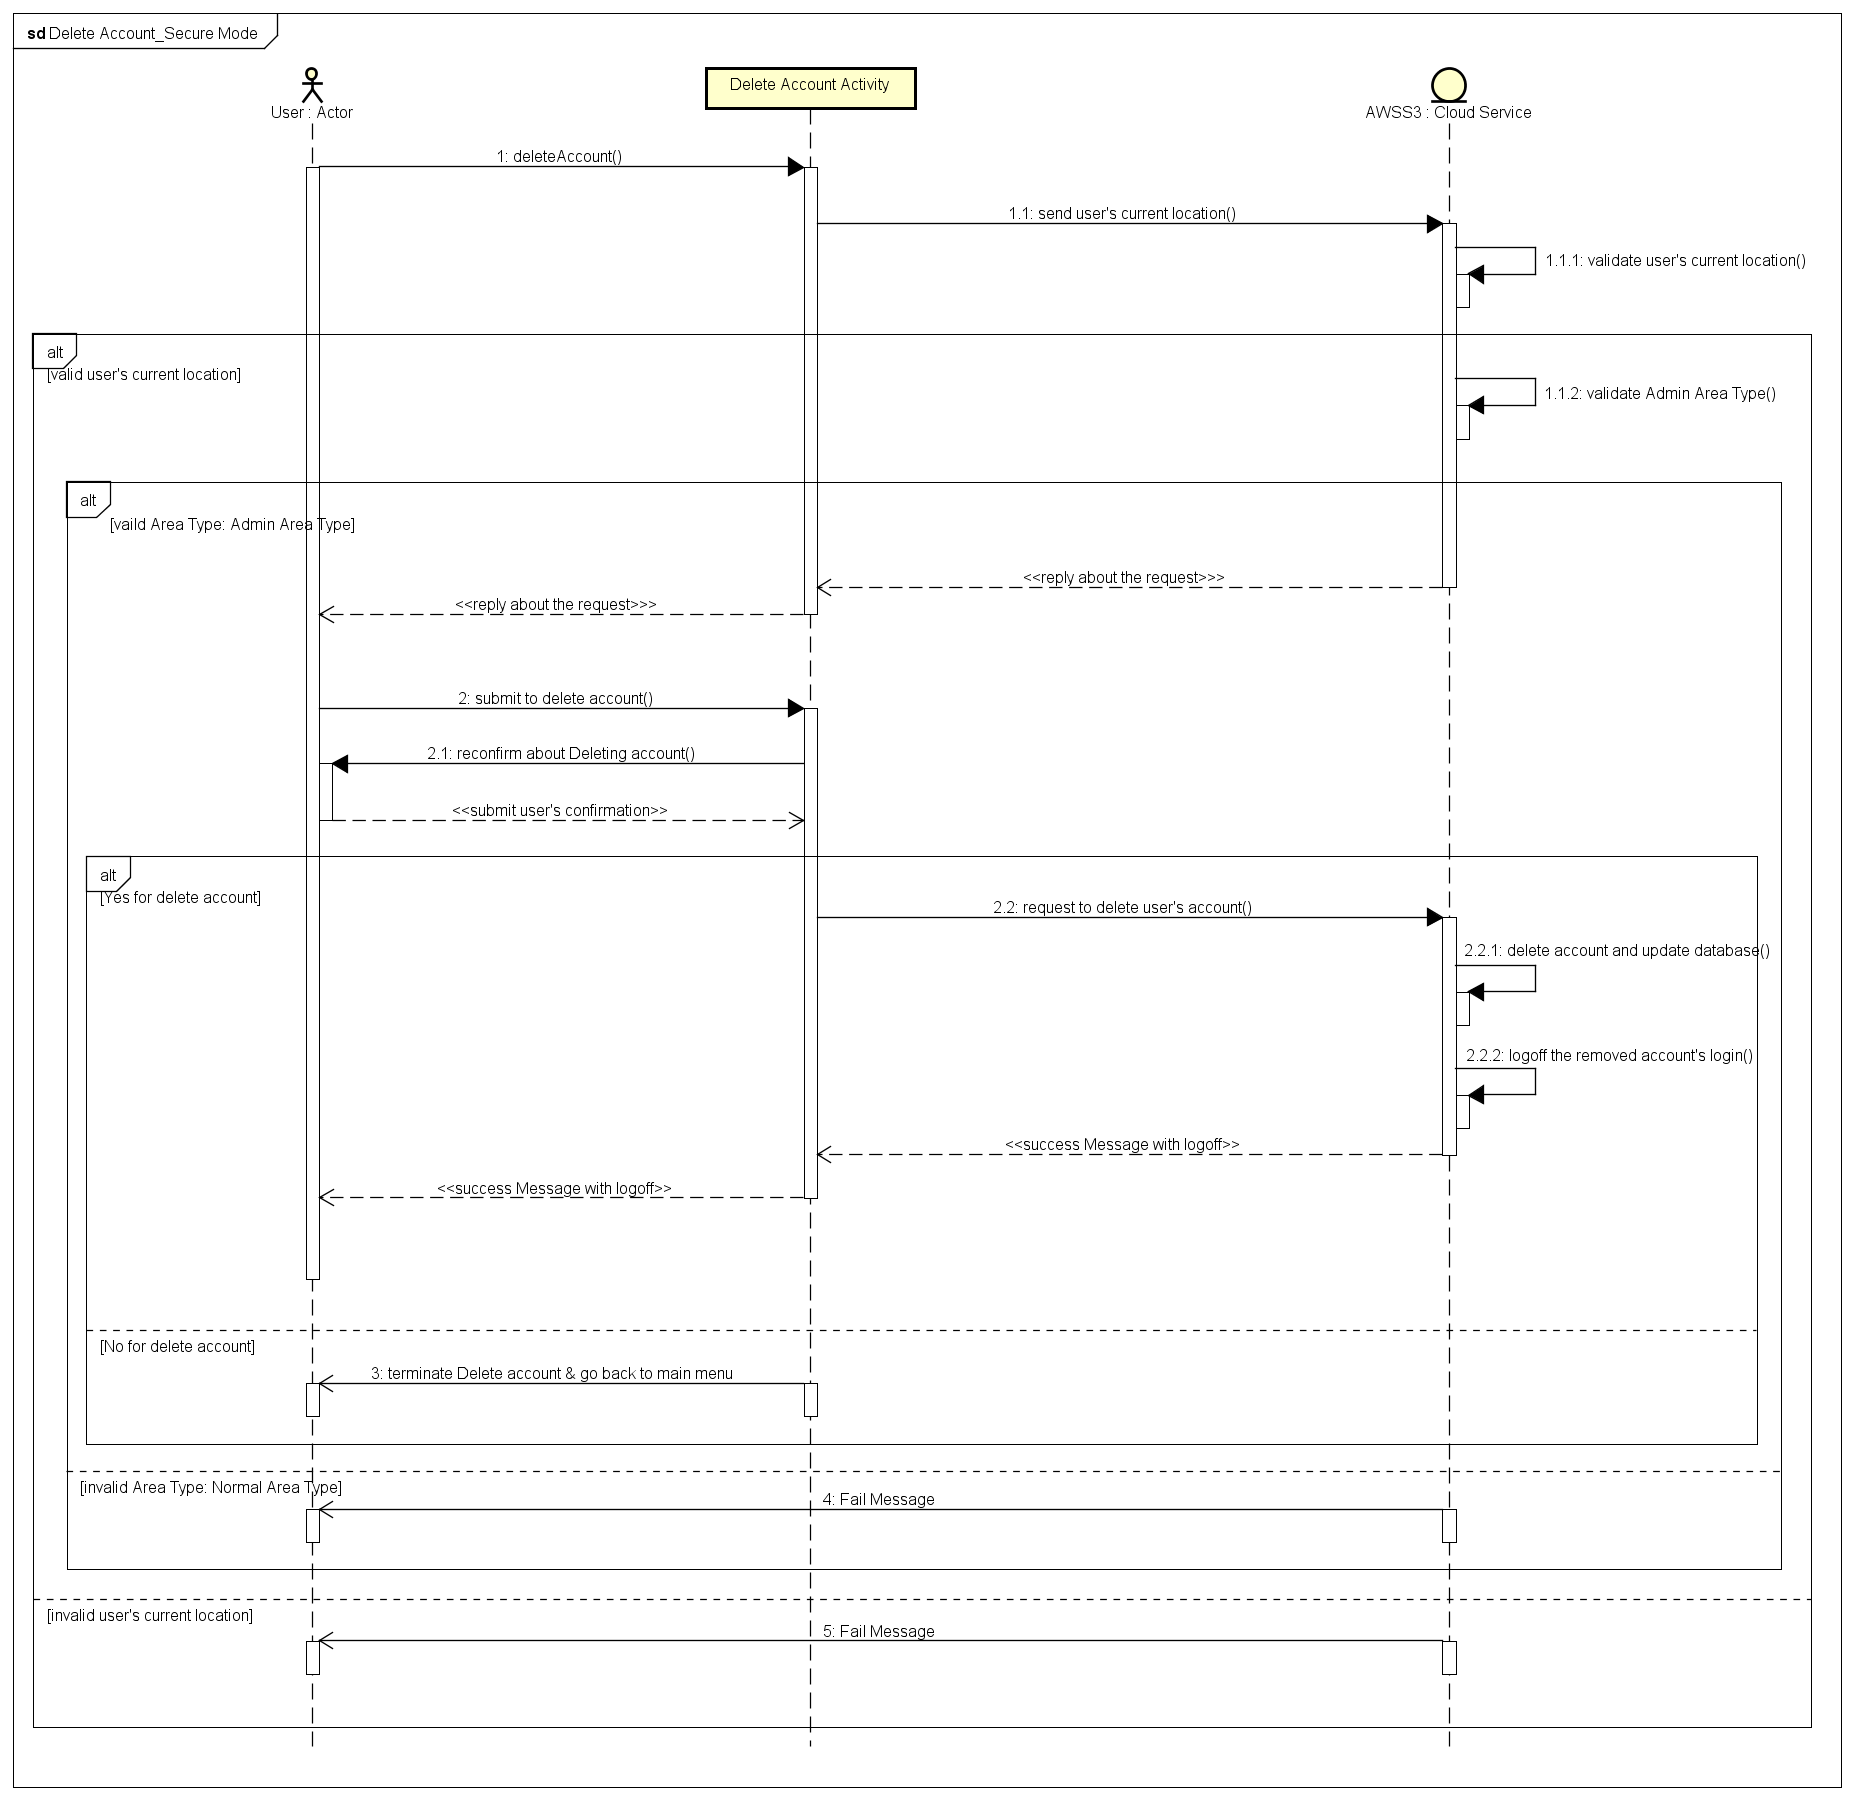 sd Delete Account_Secure Mode
User : Actor
Delete Account Activity
AWSS3 : Cloud Service
1: deleteAccount()
1.1: send user's current location()
1.1.1: validate user's current location()
alt
[valid user's current location]
1.1.2: validate Admin Area Type()
alt
[vaild Area Type: Admin Area Type]
<<reply about the request>>>
<<reply about the request>>>
2: submit to delete account()
2.1: reconfirm about Deleting account()
<<submit user's confirmation>>
alt
[Yes for delete account]
2.2: request to delete user's account()
2.2.1: delete account and update database()
2.2.2: logoff the removed account's login()
<<success Message with logoff>>
<<success Message with logoff>>
[No for delete account]
3: terminate Delete account & go back to main menu
[invalid Area Type: Normal Area Type]
4: Fail Message
[invalid user's current location]
5: Fail Message